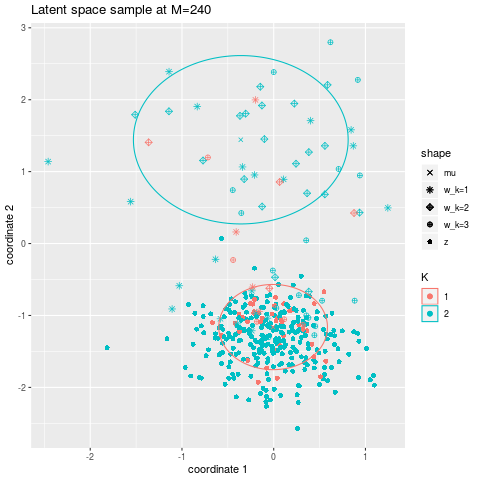 Latent space sample at M=240
3
2
1
0
-1
-2
coordinate 2
-2
-1
0
1
coordinate 1
shape
mu
w_k=1
w_k=2
w_k=3
z
K
1
2